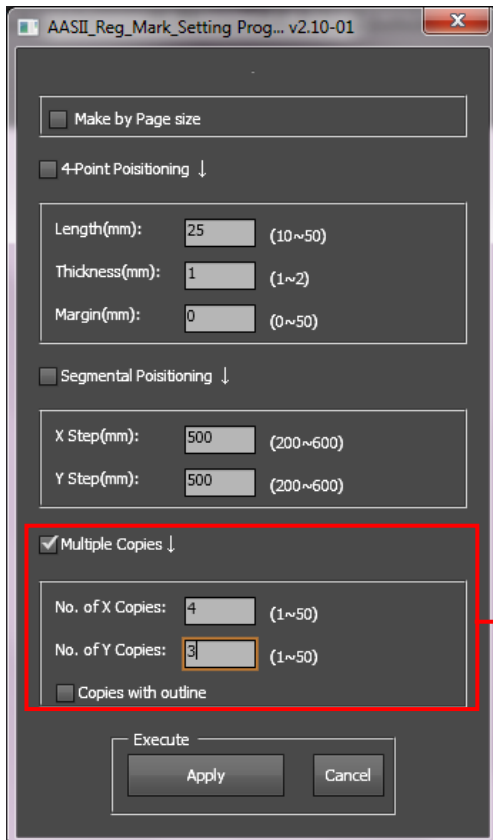 AASII_Reg_Mark_Setting Prog... v2.10-01
Make by Page size
4-Point Poisitioning ↓
Length(mm): 25 (10~50)
Thickness(mm): 1 (1~2)
Margin(mm): 0 (0~50)
Segmental Poisitioning ↓
X Step(mm): 500 (200~600)
Y Step(mm): 500 (200~600)
Multiple Copies ↓
No. of X Copies: 4 (1~50)
No. of Y Copies: 3 (1~50)
Copies with outline
Execute
Apply Cancel